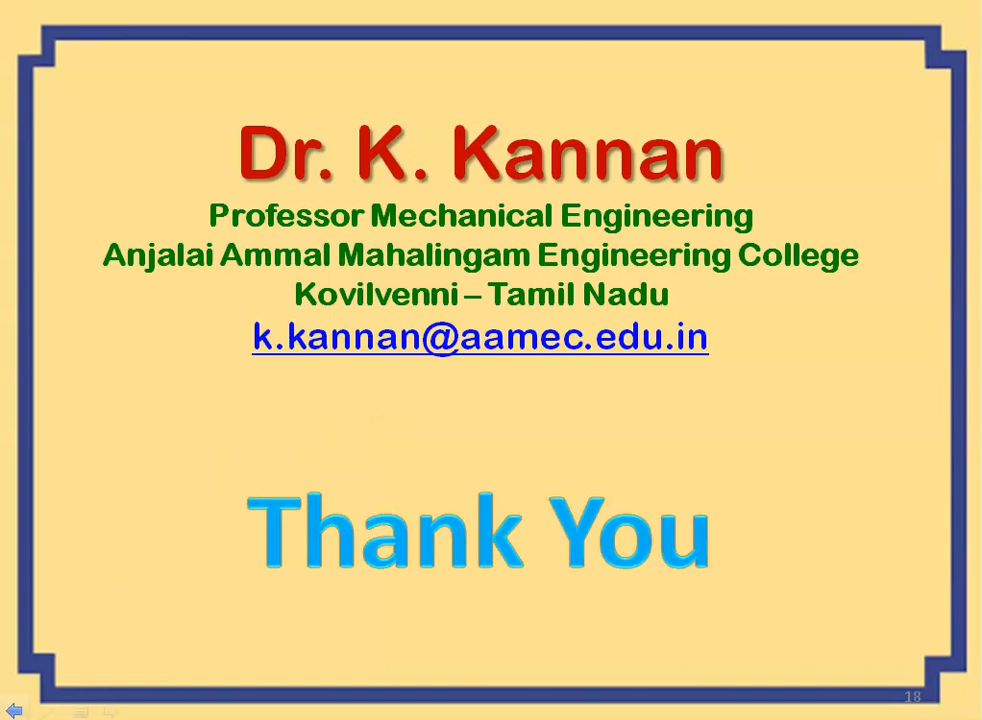 Dr. K. Kannan
Professor Mechanical Engineering
Anjalai Ammal Mahalingam Engineering College
Kovilvenni – Tamil Nadu
k.kannan@aamec.edu.in
Thank You
18